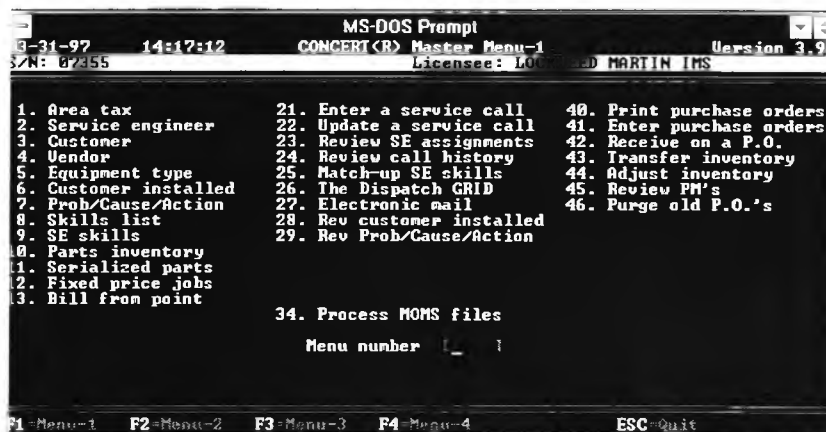 MS-DOS Prompt
3-31-97 14:17:12 CONCERT(R) Master Menu-1 Version 3.9
S/N: 02355 Licensee: LOCKHEED MARTIN IMS
1. Area tax
2. Service engineer
3. Customer
4. Vendor
5. Equipment type
6. Customer installed
7. Prob/Cause/Action
8. Skills list
9. SE skills
10. Parts inventory
11. Serialized parts
12. Fixed price jobs
13. Bill from point
21. Enter a service call
22. Update a service call
23. Review SE assignments
24. Review call history
25. Match-up SE skills
26. The Dispatch GRID
27. Electronic mail
28. Rev customer installed
29. Rev Prob/Cause/Action
34. Process MOMS files
40. Print purchase orders
41. Enter purchase orders
42. Receive on a P.O.
43. Transfer inventory
44. Adjust inventory
45. Review PM's
46. Purge old P.O.'s
Menu number [_ ]
F1=Menu-1 F2=Menu-2 F3=Menu-3 F4=Menu-4 ESC=Quit